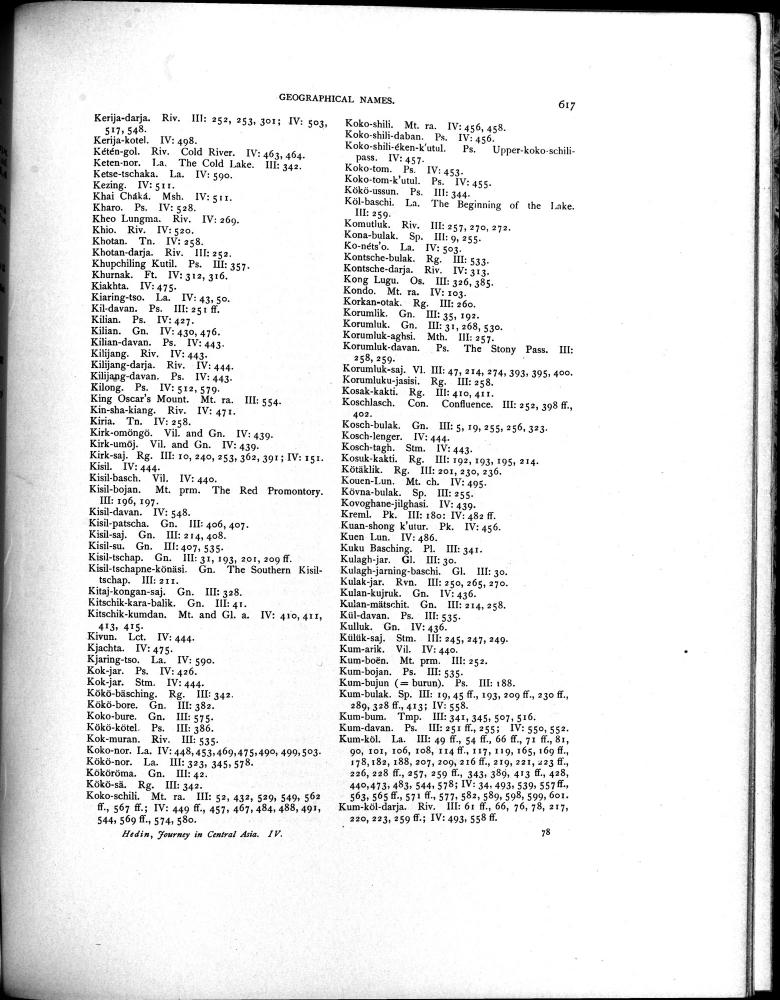 GEOGRAPHICAL NAMES.
617
Kerija-darja. Riv. III: 252, 253, 301; IV: 503,
517, 548.
Kerija-kotel. IV: 498.
Kétén-gol. Riv. Cold River. IV: 463, 464.
Keten-nor. La. The Cold Lake. III: 342.
Ketse-tschaka. La. IV: 590.
Kezing. IV: 511.
Khai Cháká. Msh. IV: 511.
Kharo. Ps. IV: 528.
Kheo Lungma. Riv. IV: 269.
Khio. Riv. IV: 520.
Khotan. Tn. IV: 258.
Khotan-darja. Riv. III: 252.
Khupchiling Kutil. Ps. III: 357.
Khurnak. Ft. IV: 312, 316.
Kiakhta. IV: 475.
Kiaring-tso. La. IV: 43, 50.
Kil-davan. Ps. III: 251 ff.
Kilian. Ps. IV: 427.
Kilian. Gn. IV: 430, 476.
Kilian-davan. Ps. IV: 443.
Kilijang. Riv. IV: 443.
Kilijang-darja. Riv. IV: 444.
Kilijang-davan. Ps. IV: 443.
Kilong. Ps. IV: 512, 579.
King Oscar's Mount. Mt. ra. III: 554.
Kin-sha-kiang. Riv. IV: 471.
Kiria. Tn. IV: 258.
Kirk-omöngö. Vil. and Gn. IV: 439.
Kirk-umöj. Vil. and Gn. IV: 439.
Kirk-saj. Rg. III: 10, 240, 253, 362, 391; IV: 151.
Kisil. IV: 444.
Kisil-basch. Vil. IV: 440.
Kisil-bojan. Mt. prm. The Red Promontory.
III: 196, 197.
Kisil-davan. IV: 548.
Kisil-patscha. Gn. III: 406, 407.
Kisil-saj. Gn. III: 214, 408.
Kisil-su. Gn. III: 407, 535.
Kisil-tschap. Gn. III: 31, 193, 201, 209 ff.
Kisil-tschapne-könäsi. Gn. The Southern Kisil-
tschap. III: 211.
Kitaj-kongan-saj. Gn. III: 328.
Kitschik-kara-balik. Gn. III: 41.
Kitschik-kumdan. Mt. and Gl. a. IV: 410, 411,
413, 415.
Kivun. Lct. IV: 444.
Kjachta. IV: 475.
Kjaring-tso. La. IV: 590.
Kok-jar. Ps. IV: 426.
Kok-jar. Stm. IV: 444.
Kökö-bäsching. Rg. III: 342.
Kökö-bore. Gn. III: 382.
Koko-bure. Gn. III: 575.
Kökö-kötel. Ps. III: 386.
Kok-muran. Riv. III: 535.
Koko-nor. La. IV: 448, 453, 469, 475, 490, 499, 503.
Kökö-nor. La. III: 323, 345, 578.
Kököröma. Gn. III: 42.
Kökö-sä. Rg. III: 342.
Koko-schili. Mt. ra. III: 52, 432, 529, 549, 562
ff., 567 ff.; IV: 449 ff., 457, 467, 484, 488, 491,
544, 569 ff., 574, 580.
Koko-shili. Mt. ra. IV: 456, 458.
Koko-shili-daban. Ps. IV: 456.
Koko-shili-éken-k'utul. Ps. Upper-koko-schili-
pass. IV: 457.
Koko-tom. Ps. IV: 453.
Koko-tom-k'utul. Ps. IV: 455.
Kökö-ussun. Ps. III: 344.
Köl-baschi. La. The Beginning of the Lake.
III: 259.
Komutluk. Riv. III: 257, 270, 272.
Kona-bulak. Sp. III: 9, 255.
Ko-néts'o. La. IV: 503.
Kontsche-bulak. Rg. III: 533.
Kontsche-darja. Riv. IV: 313.
Kong Lugu. Os. III: 326, 385.
Kondo. Mt. ra. IV: 103.
Korkan-otak. Rg. III: 260.
Korumlik. Gn. III: 35, 192.
Korumluk. Gn. III: 31, 268, 530.
Korumluk-aghsi. Mth. III: 257.
Korumluk-davan. Ps. The Stony Pass. III:
258, 259.
Korumluk-saj. Vl. III: 47, 214, 274, 393, 395, 400.
Korumluku-jasisi. Rg. III: 258.
Kosak-kakti. Rg. III: 410, 411.
Koschlasch. Con. Confluence. III: 252, 398 ff.,
402.
Kosch-bulak. Gn. III: 5, 19, 255, 256, 323.
Kosch-lenger. IV: 444.
Kosch-tagh. Stm. IV: 443.
Kosuk-kakti. Rg. III: 192, 193, 195, 214.
Kötäklik. Rg. III: 201, 230, 236.
Kouen-Lun. Mt. ch. IV: 495.
Kövna-bulak. Sp. III: 255.
Kovoghane-jilghasi. IV: 439.
Kreml. Pk. III: 180: IV: 482 ff.
Kuan-shong k'utur. Pk. IV: 456.
Kuen Lun. IV: 486.
Kuku Basching. Pl. III: 341.
Kulagh-jar. Gl. III: 30.
Kulagh-jarning-baschi. Gl. III: 30.
Kulak-jar. Rvn. III: 250, 265, 270.
Kulan-kujruk. Gn. IV: 436.
Kulan-mätschit. Gn. III: 214, 258.
Kül-davan. Ps. III: 535.
Kulluk. Gn. IV: 436.
Külük-saj. Stm. III: 245, 247, 249.
Kum-arik. Vil. IV: 440.
Kum-boën. Mt. prm. III: 252.
Kum-bojan. Ps. III: 535.
Kum-bujun (= burun). Ps. III: 188.
Kum-bulak. Sp. III: 19, 45 ff., 193, 209 ff., 230 ff.,
289, 328 ff., 413; IV: 558.
Kum-bum. Tmp. III: 341, 345, 507, 516.
Kum-davan. Ps. III: 251 ff., 255; IV: 550, 552.
Kum-köl. La. III: 49 ff., 54 ff., 66 ff., 71 ff., 81,
90, 101, 106, 108, 114 ff., 117, 119, 165, 169 ff.,
178, 182, 188, 207, 209, 216 ff., 219, 221, 223 ff.,
226, 228 ff., 257, 259 ff., 343, 389, 413 ff., 428,
440, 473, 483, 544, 578; IV: 34, 493, 539, 557 ff.,
563, 565 ff., 571 ff., 577, 582, 589, 598, 599, 601.
Kum-köl-darja. Riv. III: 61 ff., 66, 76, 78, 217,
220, 223, 259 ff.; IV: 493, 558 ff.
Hedin, Journey in Central Asia. IV.
78